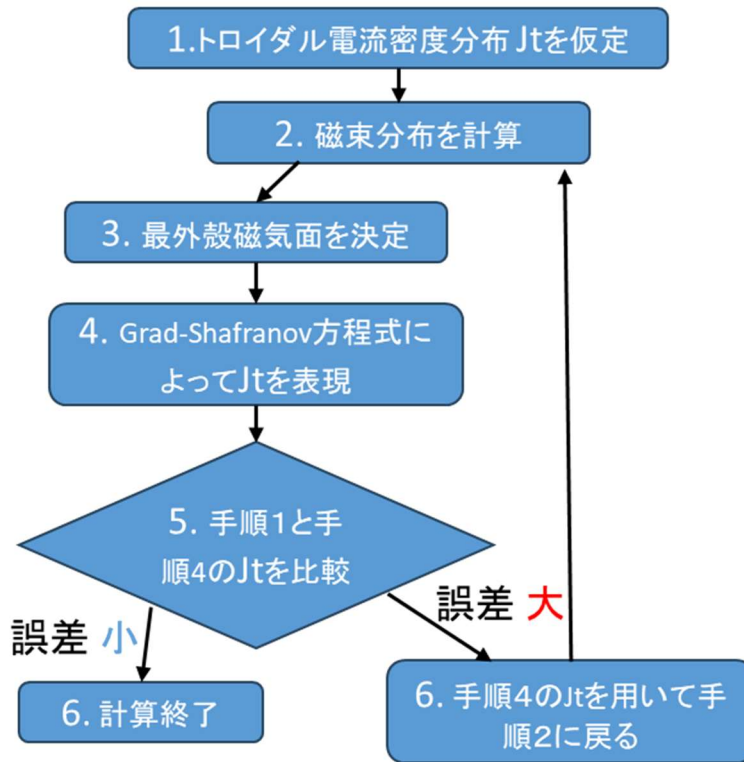 1.トロイダル電流密度分布Jtを仮定
2. 磁束分布を計算
3. 最外殻磁気面を決定
4. Grad-Shafranov方程式に
よってJtを表現
5. 手順１と手
順4のJtを比較
誤差 小
誤差 大
6. 計算終了
6. 手順4のJtを用いて手
順２に戻る